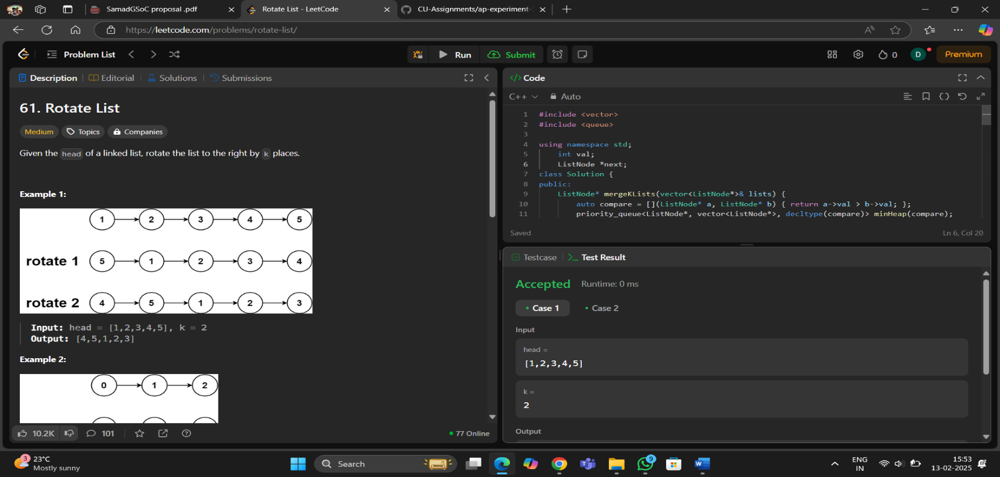 SamadGSoC proposal .pdf
Rotate List - LeetCode
CU-Assignments/ap-experiment-
https://leetcode.com/problems/rotate-list/
Problem List
Run
Submit
0
D
Premium
Description
Editorial
Solutions
Submissions
61. Rotate List
Medium
Topics
Companies
Given the head of a linked list, rotate the list to the right by k places.
Example 1:
1 2 3 4 5
rotate 1 5 1 2 3 4
rotate 2 4 5 1 2 3
Input: head = [1,2,3,4,5], k = 2
Output: [4,5,1,2,3]
Example 2:
0 1 2
10.2K
101
77 Online
</> Code
C++
Auto
1 #include <vector>
2 #include <queue>
3
4 using namespace std;
5 int val;
6 ListNode *next;
7 class Solution {
8 public:
9 ListNode* mergeKLists(vector<ListNode*>& lists) {
10 auto compare = [](ListNode* a, ListNode* b) { return a->val > b->val; };
11 priority_queue<ListNode*, vector<ListNode*>, decltype(compare)> minHeap(compare);
Saved
Ln 6, Col 20
Testcase
>_ Test Result
Accepted
Runtime: 0 ms
• Case 1
• Case 2
Input
head =
[1,2,3,4,5]
k =
2
Output
3
23°C
Mostly sunny
Search
9
ENG
IN
15:53
13-02-2025